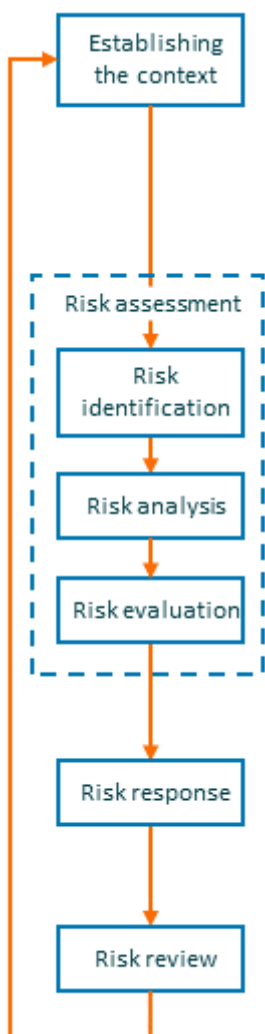 Establishing
the context
Risk assessment
Risk
identification
Risk analysis
Risk evaluation
Risk response
Risk review